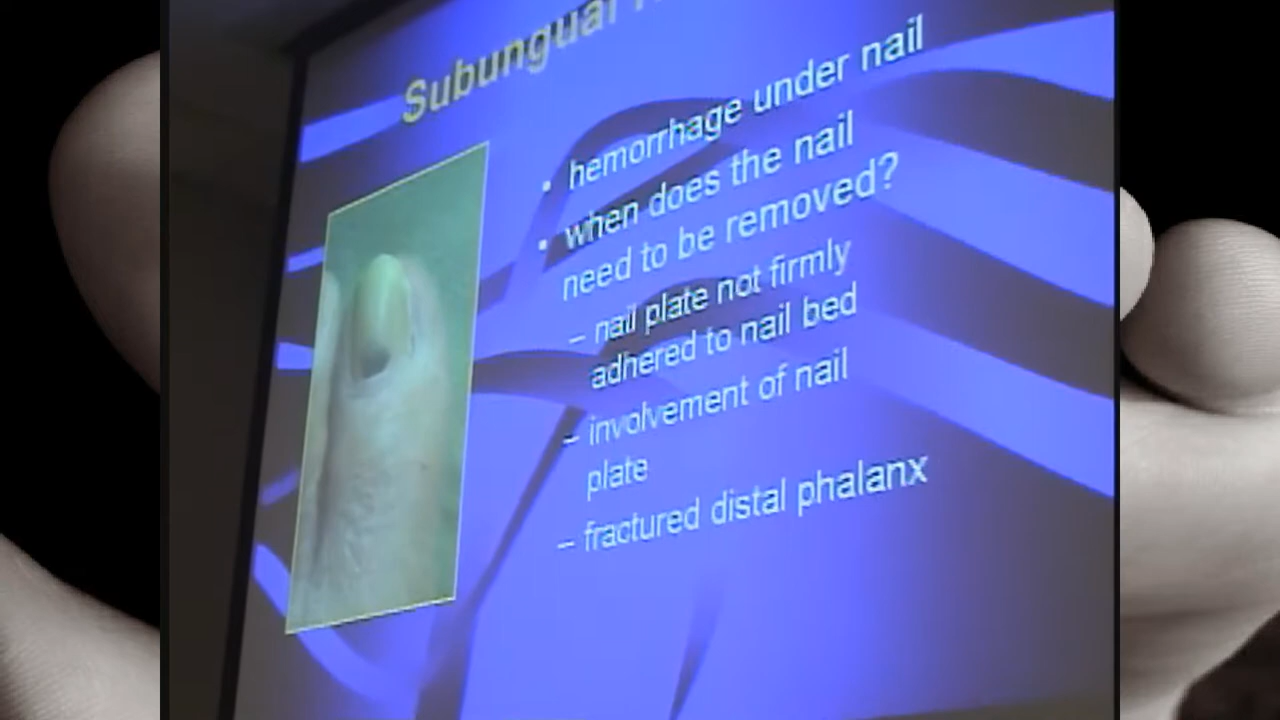 Subungual
• hemorrhage under nail
• when does the nail
need to be removed?
– nail plate not firmly
adhered to nail bed
– involvement of nail
plate
– fractured distal phalanx